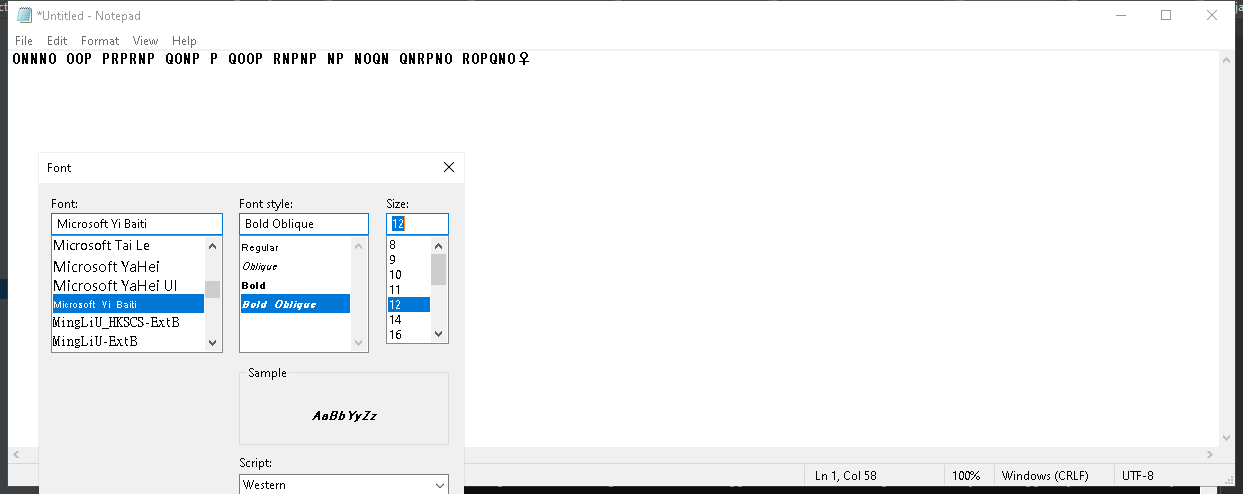 *Untitled - Notepad
File Edit Format View Help
ONNNO OOP PRPRNP QONP P QOOP RNPNP NP NOQN QNRPNO ROPQNO♀
Font
Font: Font style: Size:
Microsoft Yi Baiti Bold Oblique 12
Microsoft Tai Le Regular 8
Microsoft YaHei Oblique 9
Microsoft YaHei UI Bold 10
Microsoft Yi Baiti Bold Oblique 11
MingLiU_HKSCS-ExtB 12
MingLiU-ExtB 14
16
Sample
AaBbYyZz
Script:
Western
Ln 1, Col 58 100% Windows (CRLF) UTF-8